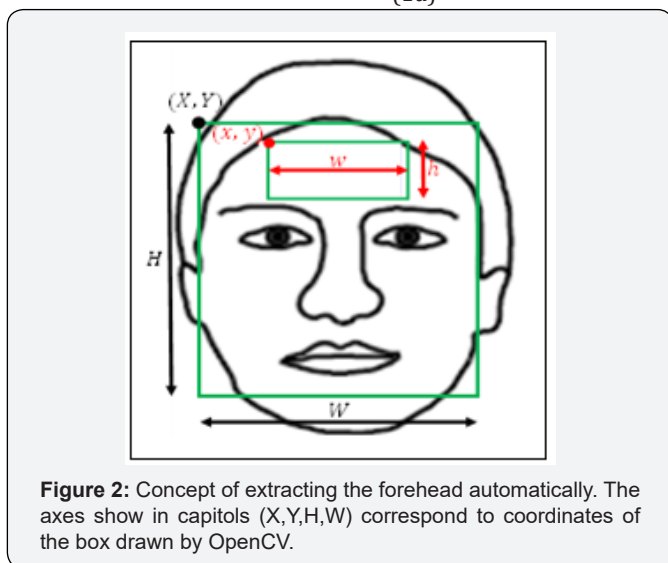 (X,Y)
(x, y)
w
h
H
W
Figure 2: Concept of extracting the forehead automatically. The
axes show in capitols (X,Y,H,W) correspond to coordinates of
the box drawn by OpenCV.